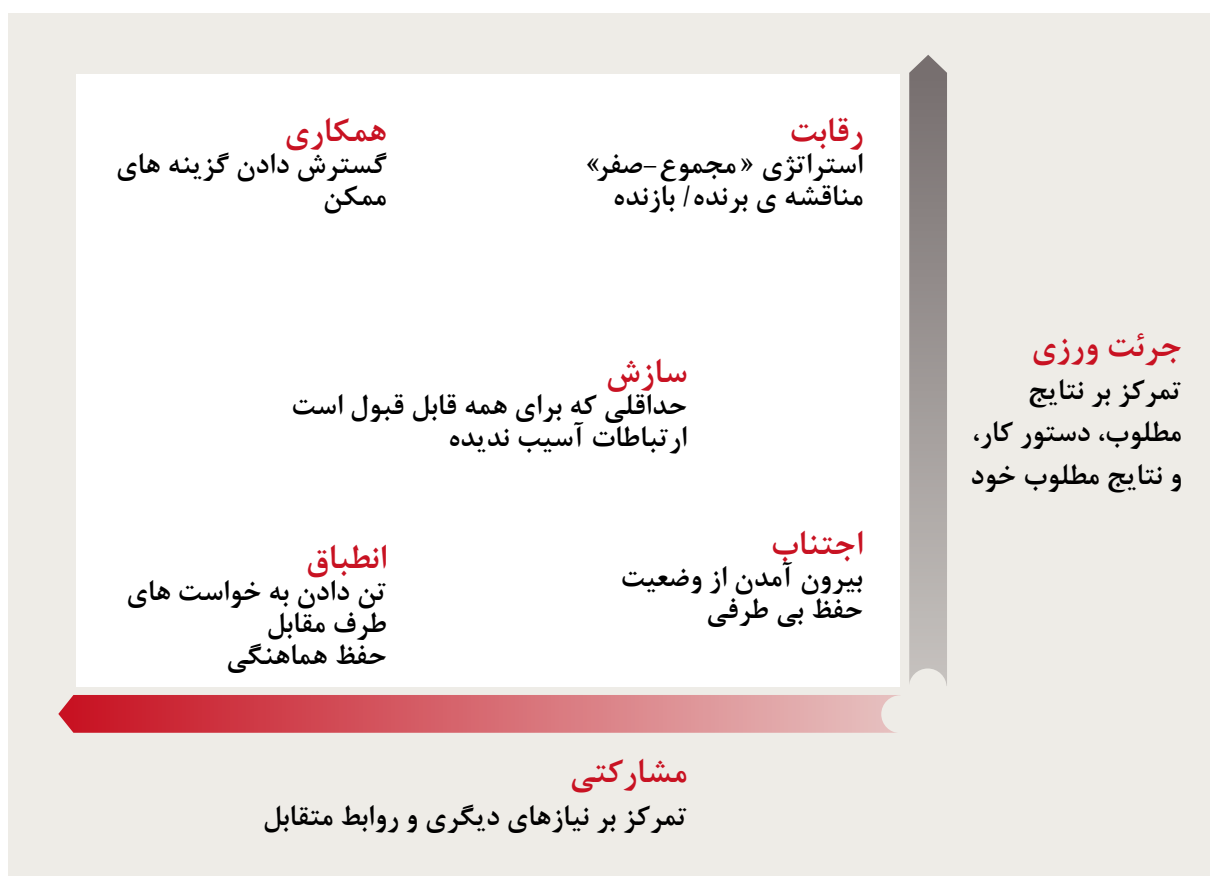 رقابت
استراتژی «مجموع-صفر»
مناقشه ی برنده/ بازنده
همکاری
گسترش دادن گزینه های
ممکن
سازش
حداقلی که برای همه قابل قبول است
ارتباطات آسیب ندیده
اجتناب
بیرون آمدن از وضعیت
حفظ بی طرفی
انطباق
تن دادن به خواست های
طرف مقابل
حفظ هماهنگی
جرئت ورزی
تمرکز بر نتایج
مطلوب، دستور کار،
و نتایج مطلوب خود
مشارکتی
تمرکز بر نیازهای دیگری و روابط متقابل